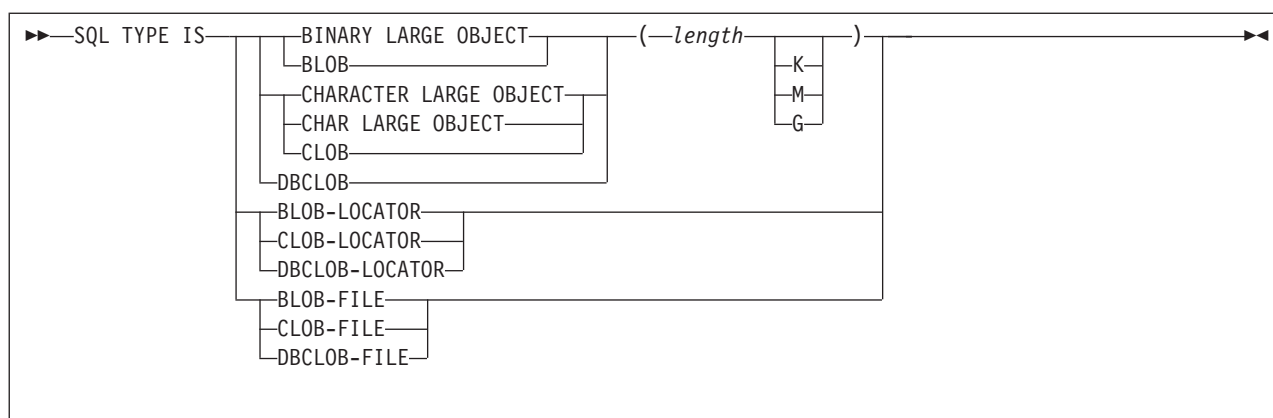 SQL TYPE IS BINARY LARGE OBJECT ( length )
BLOB K
CHARACTER LARGE OBJECT M
CHAR LARGE OBJECT G
CLOB
DBCLOB
BLOB-LOCATOR
CLOB-LOCATOR
DBCLOB-LOCATOR
BLOB-FILE
CLOB-FILE
DBCLOB-FILE